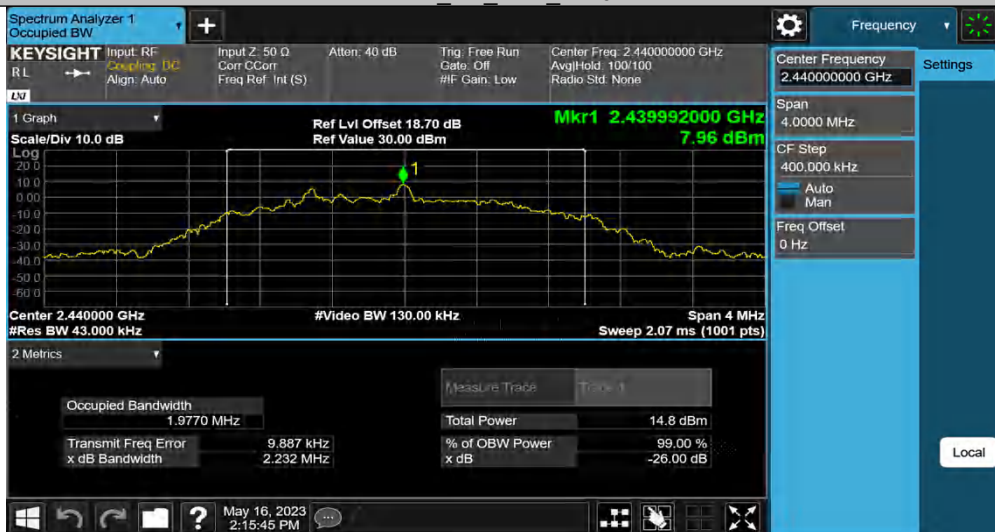 Spectrum Analyzer 1
Occupied BW
+
Frequency
KEYSIGHT
RL
LXI
Input: RF
Coupling: DC
Align: Auto
Input Z: 50 Ω
Corr CCorr
Freq Ref: Int (S)
Atten: 40 dB
Trig: Free Run
Gate: Off
#IF Gain: Low
Center Freq: 2.440000000 GHz
Avg|Hold: 100/100
Radio Std: None
Center Frequency
2.440000000 GHz
Settings
Span
4.0000 MHz
CF Step
400.000 kHz
Auto
Man
Freq Offset
0 Hz
Local
1 Graph
Scale/Div 10.0 dB
Ref Lvl Offset 18.70 dB
Ref Value 30.00 dBm
Mkr1 2.439992000 GHz
7.96 dBm
Log
20.0
10.0
0.00
-10.0
-20.0
-30.0
-40.0
-50.0
-60.0
1
Center 2.440000 GHz
#Res BW 43.000 kHz
#Video BW 130.00 kHz
Span 4 MHz
Sweep 2.07 ms (1001 pts)
2 Metrics
Measure Trace Trace 1
Occupied Bandwidth
1.9770 MHz
Total Power 14.8 dBm
Transmit Freq Error 9.887 kHz
% of OBW Power 99.00 %
x dB Bandwidth 2.232 MHz
x dB -26.00 dB
?
May 16, 2023
2:15:45 PM